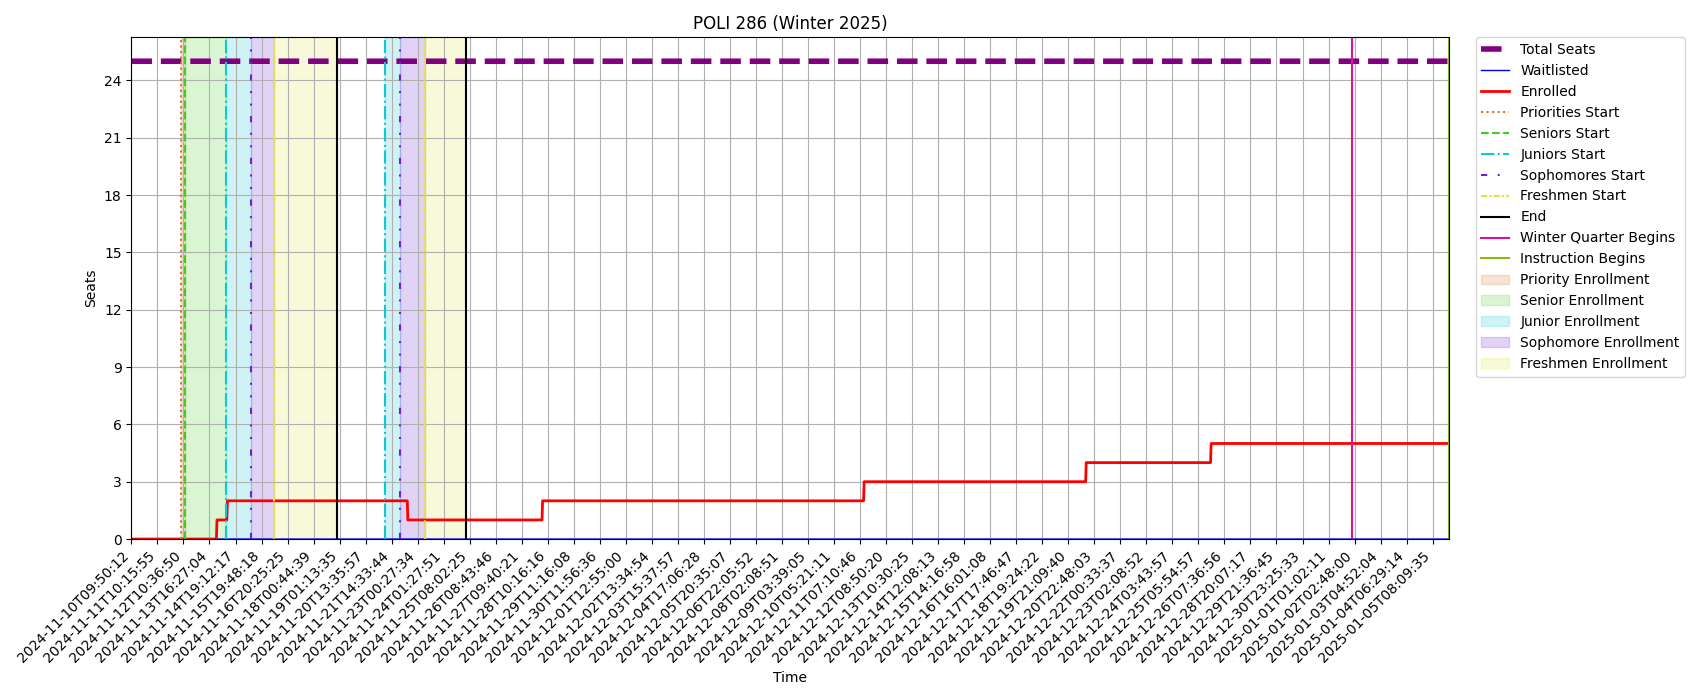 POLI 286 (Winter 2025)
Total Seats
Waitlisted
Enrolled
Priorities Start
Seniors Start
Juniors Start
Sophomores Start
Freshmen Start
End
Winter Quarter Begins
Instruction Begins
Priority Enrollment
Senior Enrollment
Junior Enrollment
Sophomore Enrollment
Freshmen Enrollment
Seats
24
21
18
15
12
9
6
3
0
2024-11-10T09:50:12
2024-11-11T10:15:55
2024-11-12T10:36:50
2024-11-13T16:27:04
2024-11-14T19:12:17
2024-11-15T19:48:18
2024-11-16T20:25:25
2024-11-18T00:44:39
2024-11-19T01:13:35
2024-11-20T13:35:57
2024-11-21T14:33:44
2024-11-23T00:27:34
2024-11-24T01:27:51
2024-11-25T08:02:25
2024-11-26T08:43:46
2024-11-27T09:40:21
2024-11-28T10:16:16
2024-11-29T11:16:08
2024-11-30T11:56:36
2024-12-01T12:55:00
2024-12-02T13:34:54
2024-12-03T15:37:57
2024-12-04T17:06:28
2024-12-05T20:35:07
2024-12-06T22:05:52
2024-12-08T02:08:51
2024-12-09T03:39:05
2024-12-10T05:21:11
2024-12-11T07:10:46
2024-12-12T08:50:20
2024-12-13T10:30:25
2024-12-14T12:08:13
2024-12-15T14:16:58
2024-12-16T16:01:08
2024-12-17T17:46:47
2024-12-18T19:24:22
2024-12-19T21:09:40
2024-12-20T22:48:03
2024-12-22T00:33:37
2024-12-23T02:08:52
2024-12-24T03:43:57
2024-12-25T05:54:57
2024-12-26T07:36:56
2024-12-28T20:07:17
2024-12-29T21:36:45
2024-12-30T23:25:33
2025-01-01T01:02:11
2025-01-02T02:48:00
2025-01-03T04:52:04
2025-01-04T06:29:14
2025-01-05T08:09:35
Time